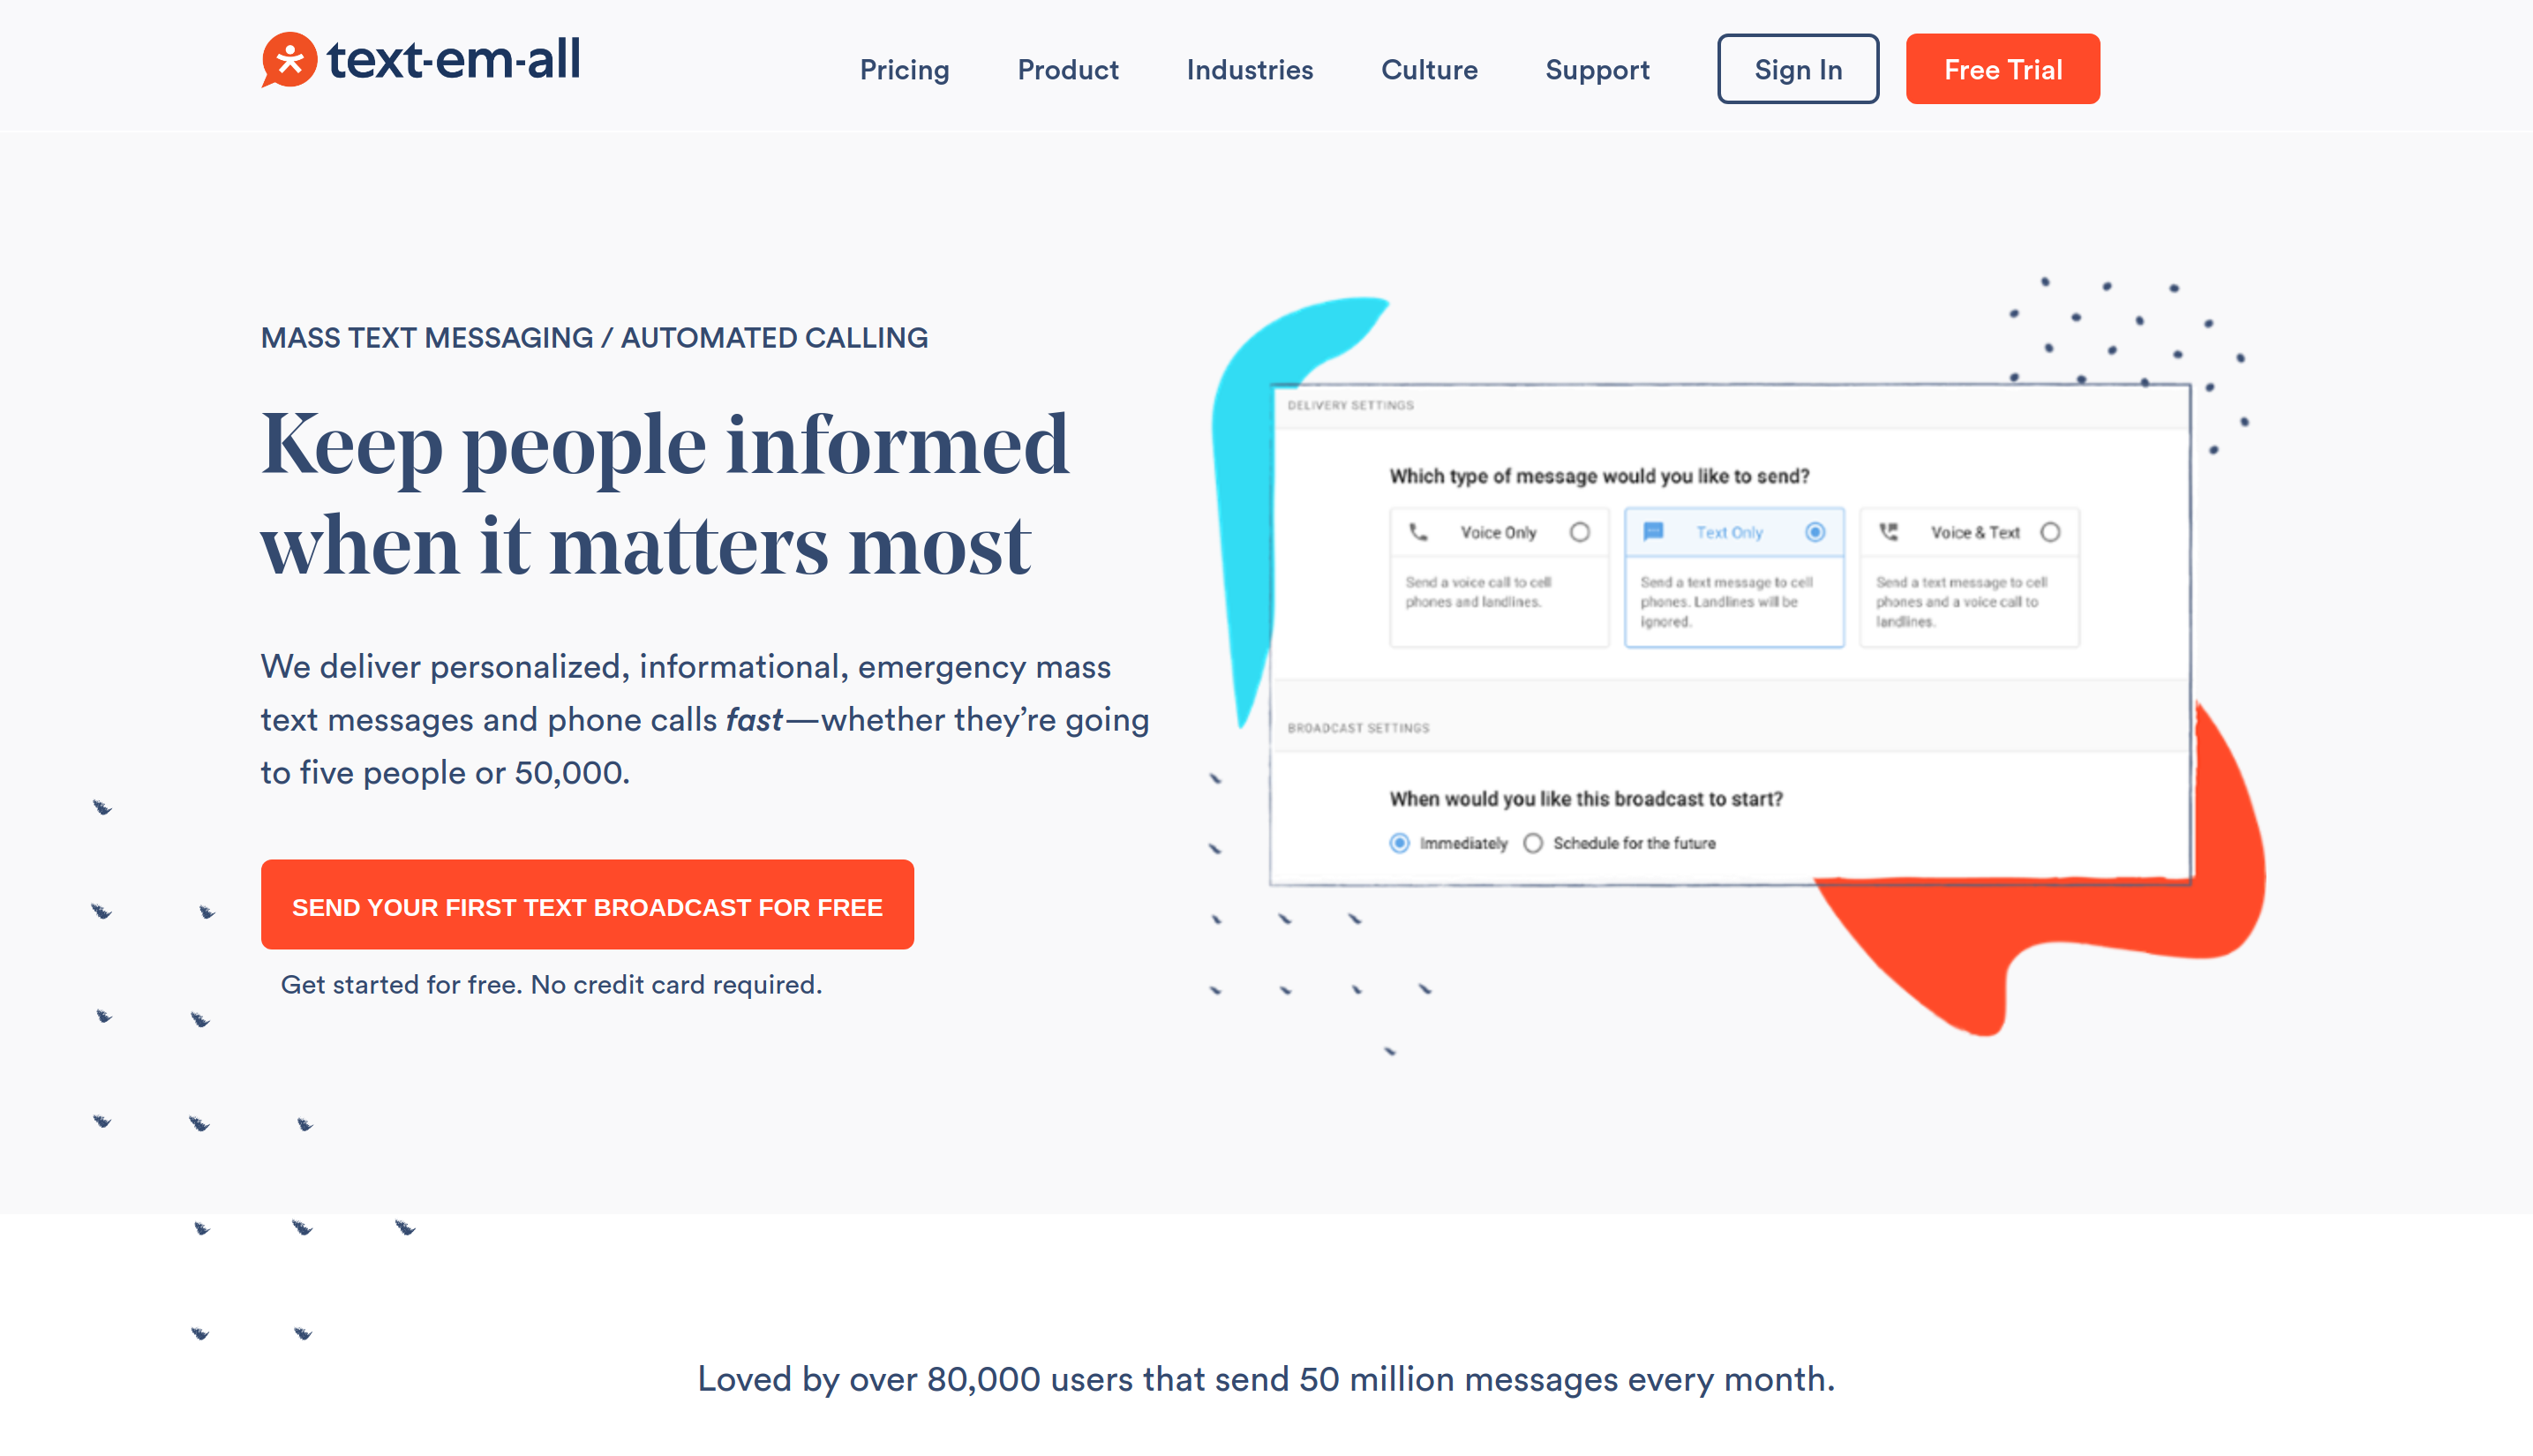 text-em-all
Pricing
Product
Industries
Culture
Support
Sign In
Free Trial
MASS TEXT MESSAGING / AUTOMATED CALLING
Keep people informed
when it matters most
We deliver personalized, informational, emergency mass
text messages and phone calls fast—whether they’re going
to five people or 50,000.
SEND YOUR FIRST TEXT BROADCAST FOR FREE
Get started for free. No credit card required.
DELIVERY SETTINGS
Which type of message would you like to send?
Voice Only
Send a voice call to cell
phones and landlines.
Text Only
Send a text message to cell
phones. Landlines will be
ignored.
Voice & Text
Send a text message to cell
phones and a voice call to
landlines.
BROADCAST SETTINGS
When would you like this broadcast to start?
Immediately
Schedule for the future
Loved by over 80,000 users that send 50 million messages every month.